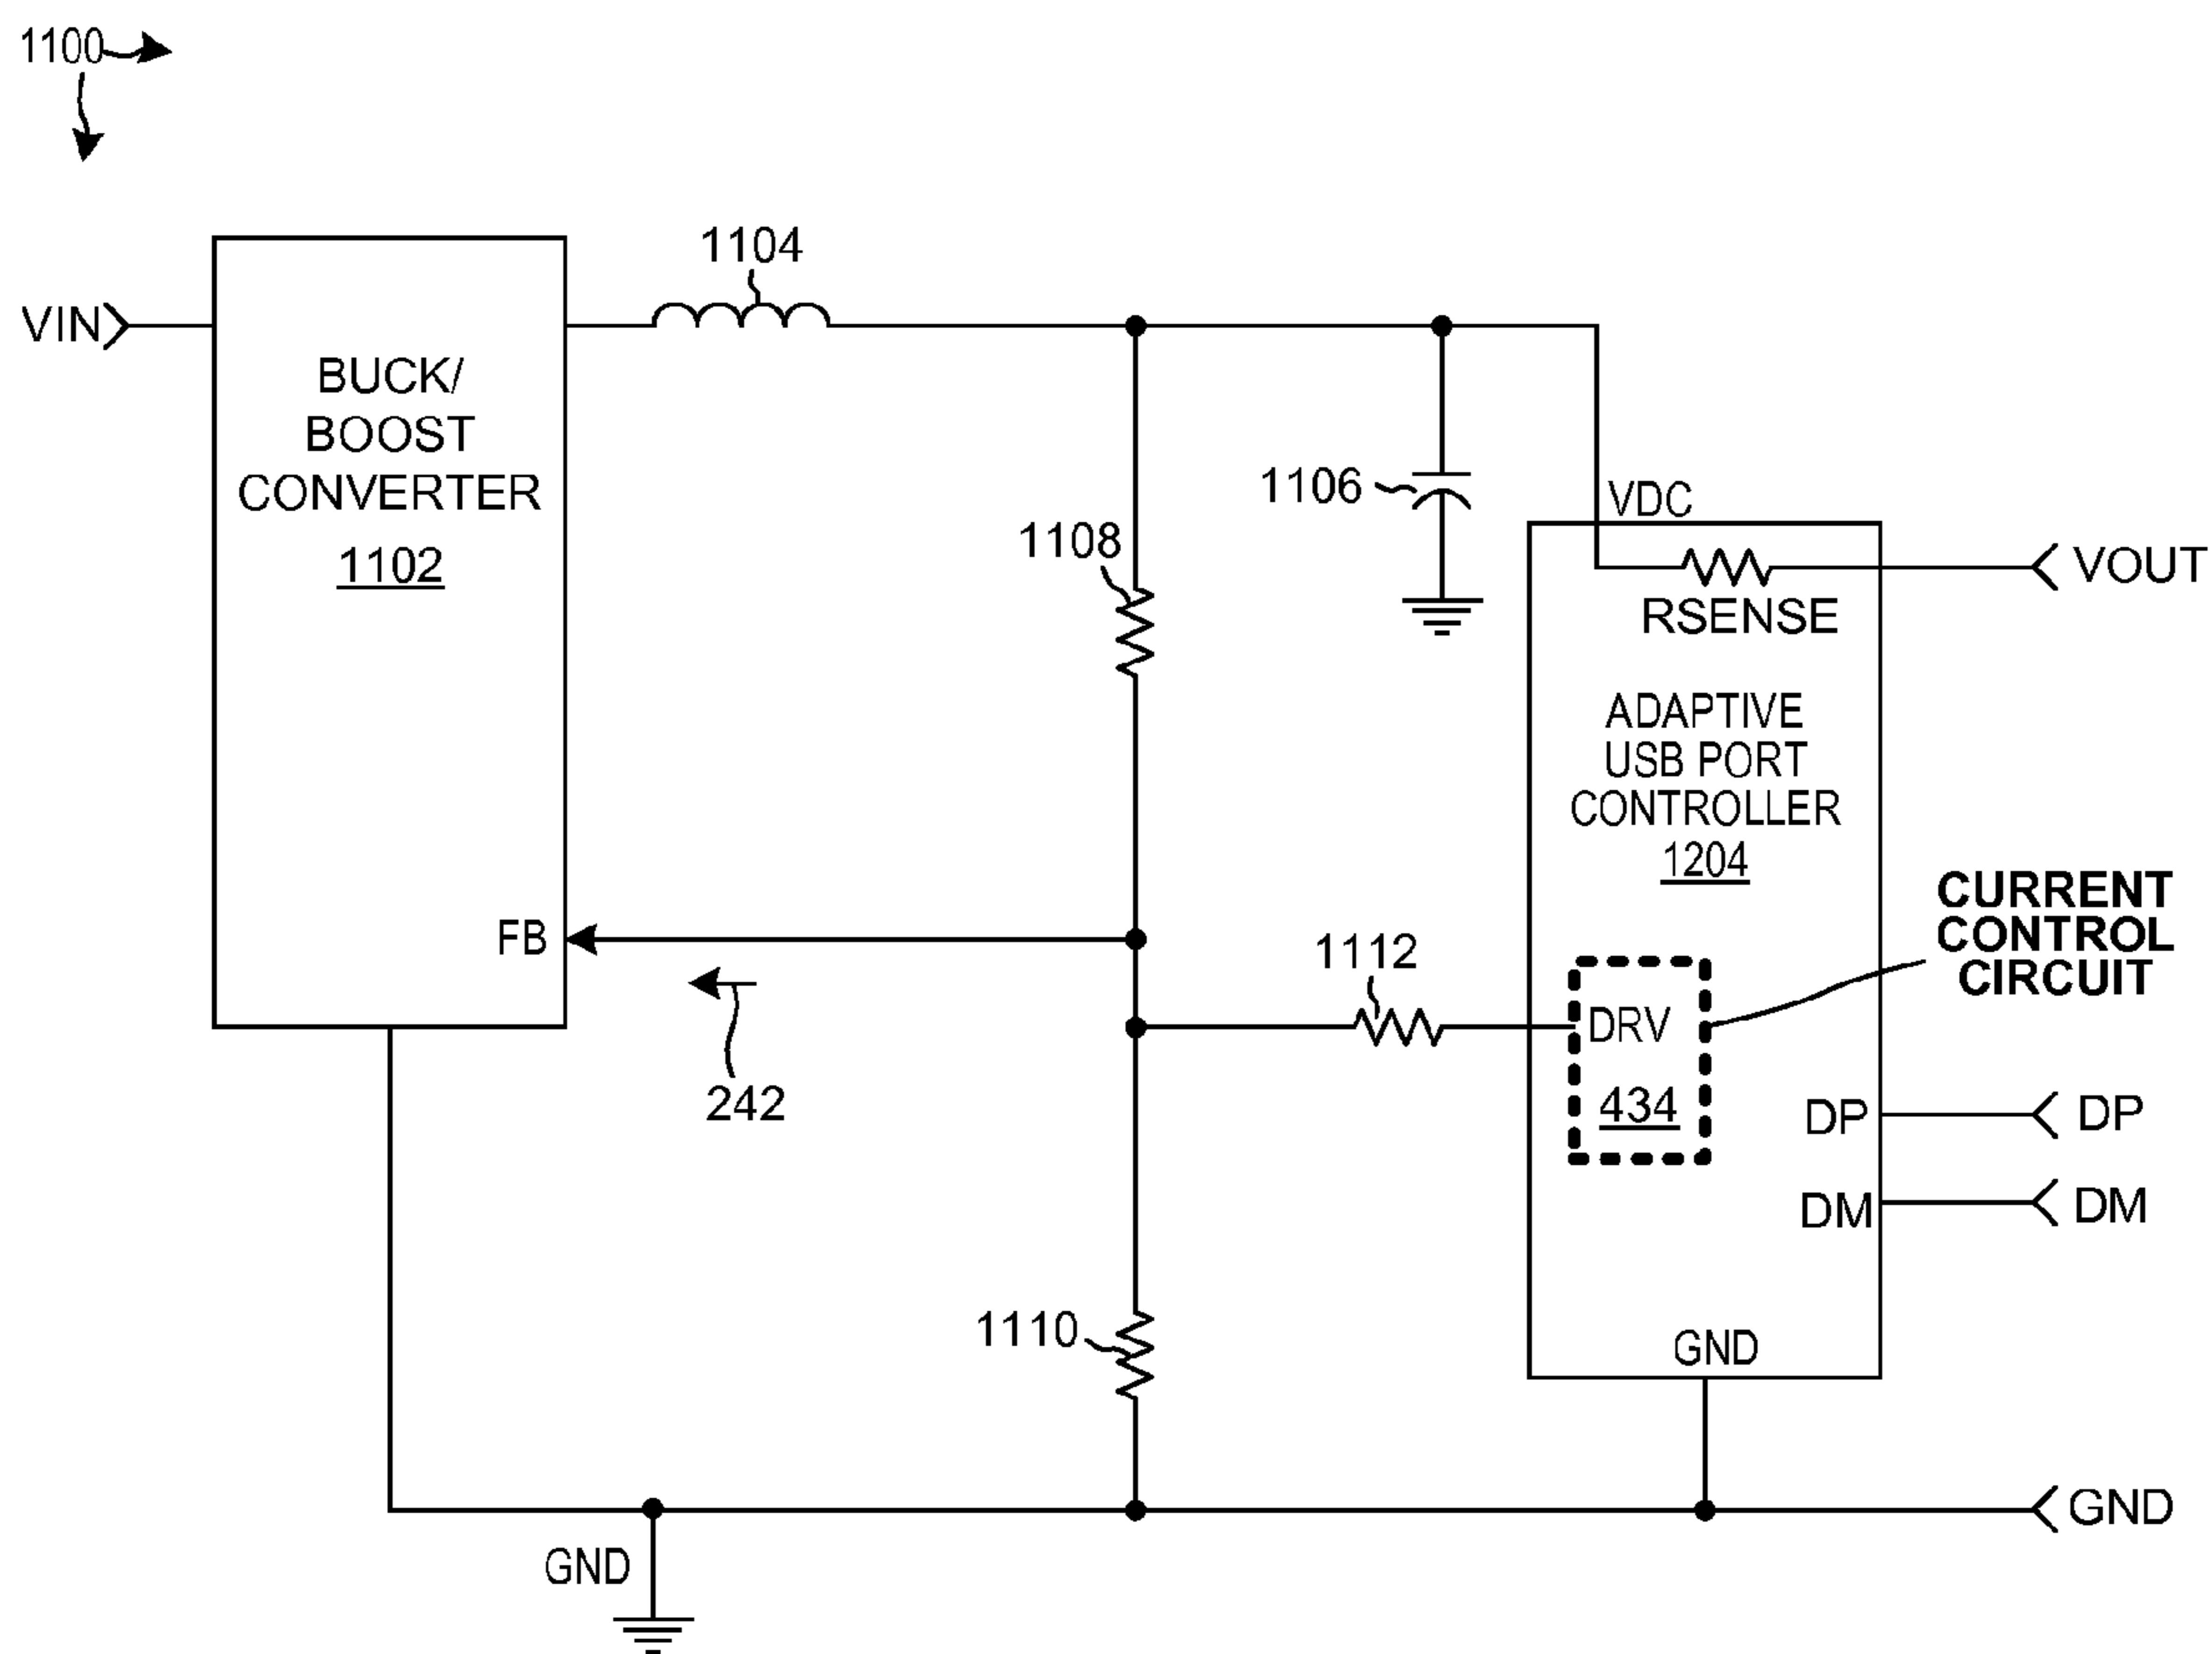 1100
1104
VIN
BUCK/
BOOST
CONVERTER
1102
1106
VDC
1108
VOUT
RSENSE
ADAPTIVE
USB PORT
CONTROLLER
1204
CURRENT
CONTROL
CIRCUIT
FB
1112
DRV
242
434
DP
DP
DM
DM
1110
GND
GND
GND